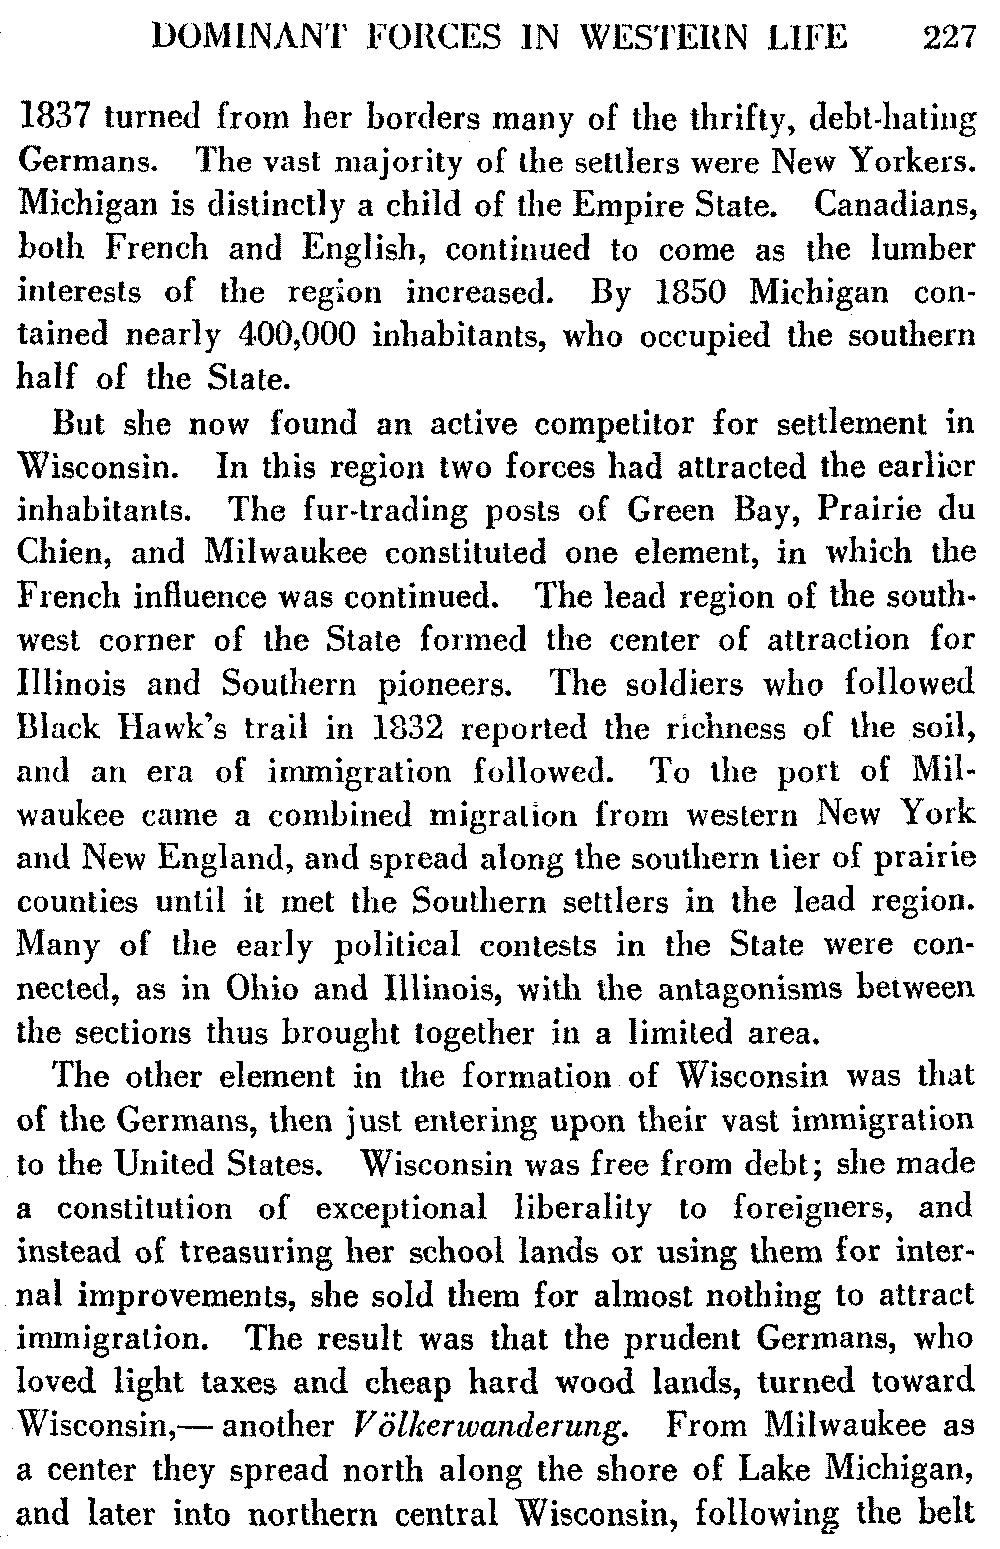 DOMINANT FORCES IN WESTERN LIFE 227
1837 turned from her borders many of the thrifty, debt-hating
Germans. The vast majority of the settlers were New Yorkers.
Michigan is distinctly a child of the Empire State. Canadians,
both French and English, continued to come as the lumber
interests of the region increased. By 1850 Michigan con-
tained nearly 400,000 inhabitants, who occupied the southern
half of the State.
But she now found an active competitor for settlement in
Wisconsin. In this region two forces had attracted the earlier
inhabitants. The fur-trading posts of Green Bay, Prairie du
Chien, and Milwaukee constituted one element, in which the
French influence was continued. The lead region of the south-
west corner of the State formed the center of attraction for
Illinois and Southern pioneers. The soldiers who followed
Black Hawk's trail in 1832 reported the richness of the soil,
and an era of immigration followed. To the port of Mil-
waukee came a combined migration from western New York
and New England, and spread along the southern tier of prairie
counties until it met the Southern settlers in the lead region.
Many of the early political contests in the State were con-
nected, as in Ohio and Illinois, with the antagonisms between
the sections thus brought together in a limited area.
The other element in the formation of Wisconsin was that
of the Germans, then just entering upon their vast immigration
to the United States. Wisconsin was free from debt; she made
a constitution of exceptional liberality to foreigners, and
instead of treasuring her school lands or using them for inter-
nal improvements, she sold them for almost nothing to attract
immigration. The result was that the prudent Germans, who
loved light taxes and cheap hard wood lands, turned toward
Wisconsin,— another Völkerwanderung. From Milwaukee as
a center they spread north along the shore of Lake Michigan,
and later into northern central Wisconsin, following the belt